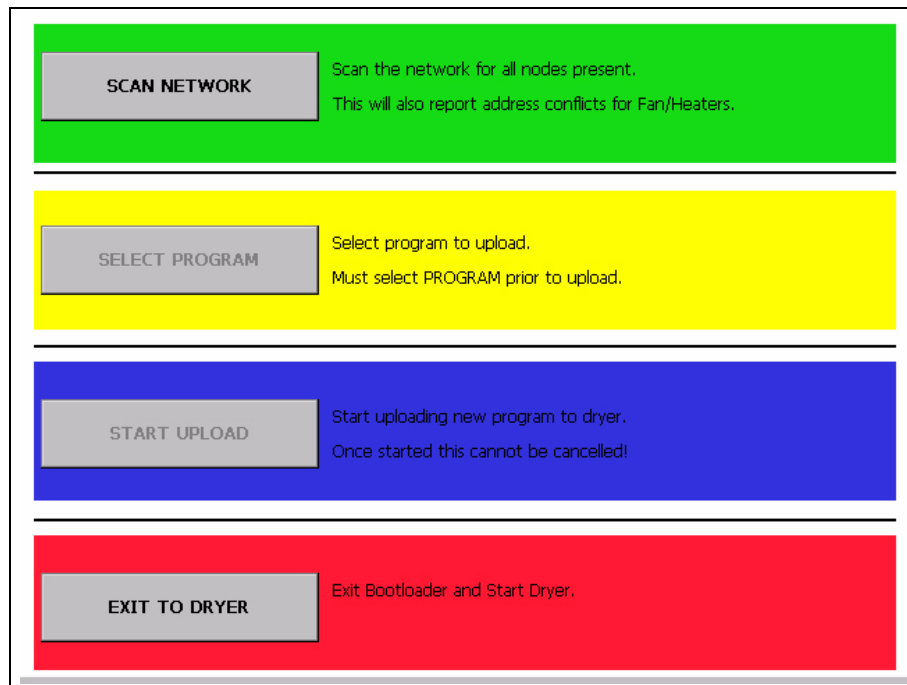 SCAN NETWORK
Scan the network for all nodes present.
This will also report address conflicts for Fan/Heaters.
SELECT PROGRAM
Select program to upload.
Must select PROGRAM prior to upload.
START UPLOAD
Start uploading new program to dryer.
Once started this cannot be cancelled!
EXIT TO DRYER
Exit Bootloader and Start Dryer.